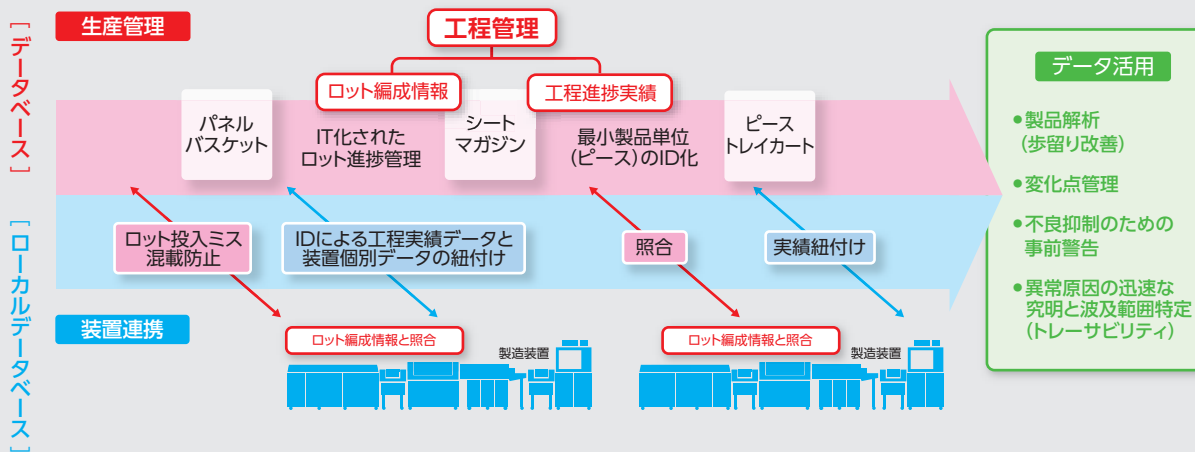 [データベース]
生産管理
工程管理
ロット編成情報
工程進捗実績
パネル
バスケット
IT化された
ロット進捗管理
シート
マガジン
最小製品単位
(ピース)のID化
ピース
トレイカート
[ローカルデータベース]
ロット投入ミス
混載防止
IDによる工程実績データと
装置個別データの紐付け
照合
実績紐付け
装置連携
ロット編成情報と照合
製造装置
ロット編成情報と照合
製造装置
データ活用
●製品解析
(歩留り改善)
●変化点管理
●不良抑制のための
事前警告
●異常原因の迅速な
究明と波及範囲特定
(トレーサビリティ)